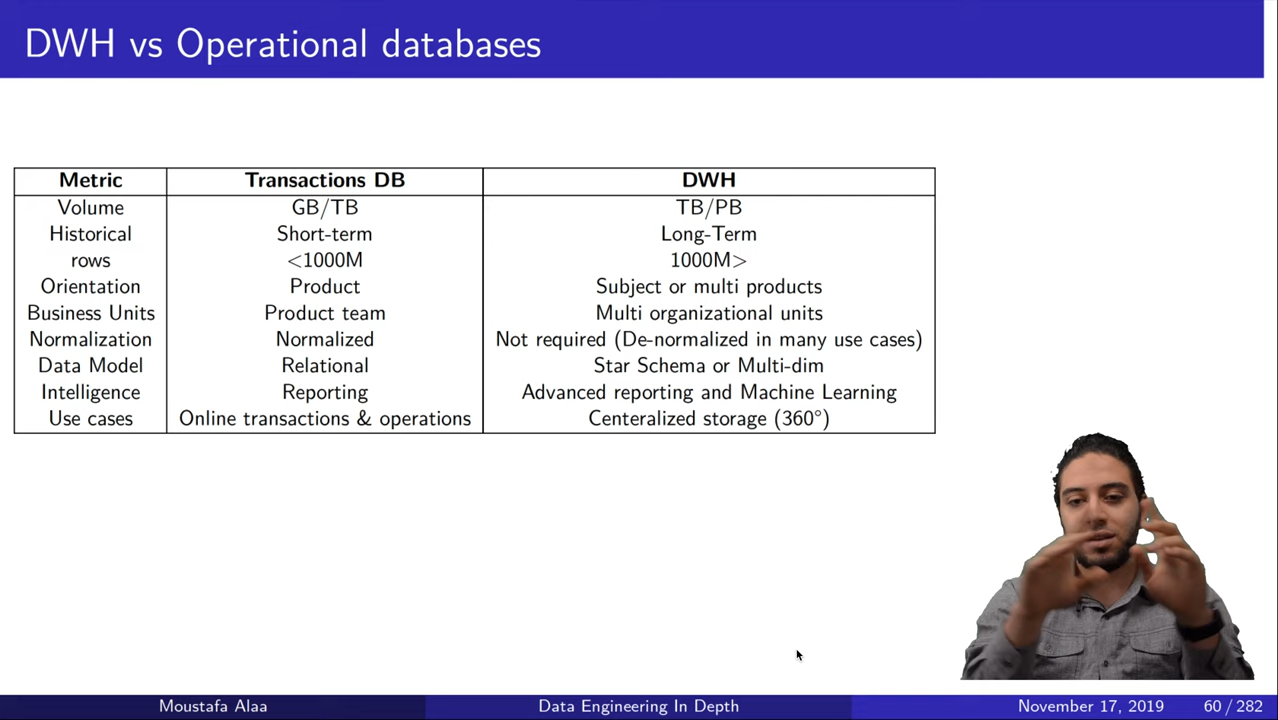 DWH vs Operational databases
Metric Transactions DB DWH
Volume GB/TB TB/PB
Historical Short-term Long-Term
rows <1000M 1000M>
Orientation Product Subject or multi products
Business Units Product team Multi organizational units
Normalization Normalized Not required (De-normalized in many use cases)
Data Model Relational Star Schema or Multi-dim
Intelligence Reporting Advanced reporting and Machine Learning
Use cases Online transactions & operations Centeralized storage (360°)
Moustafa Alaa Data Engineering In Depth November 17, 2019 60 / 282